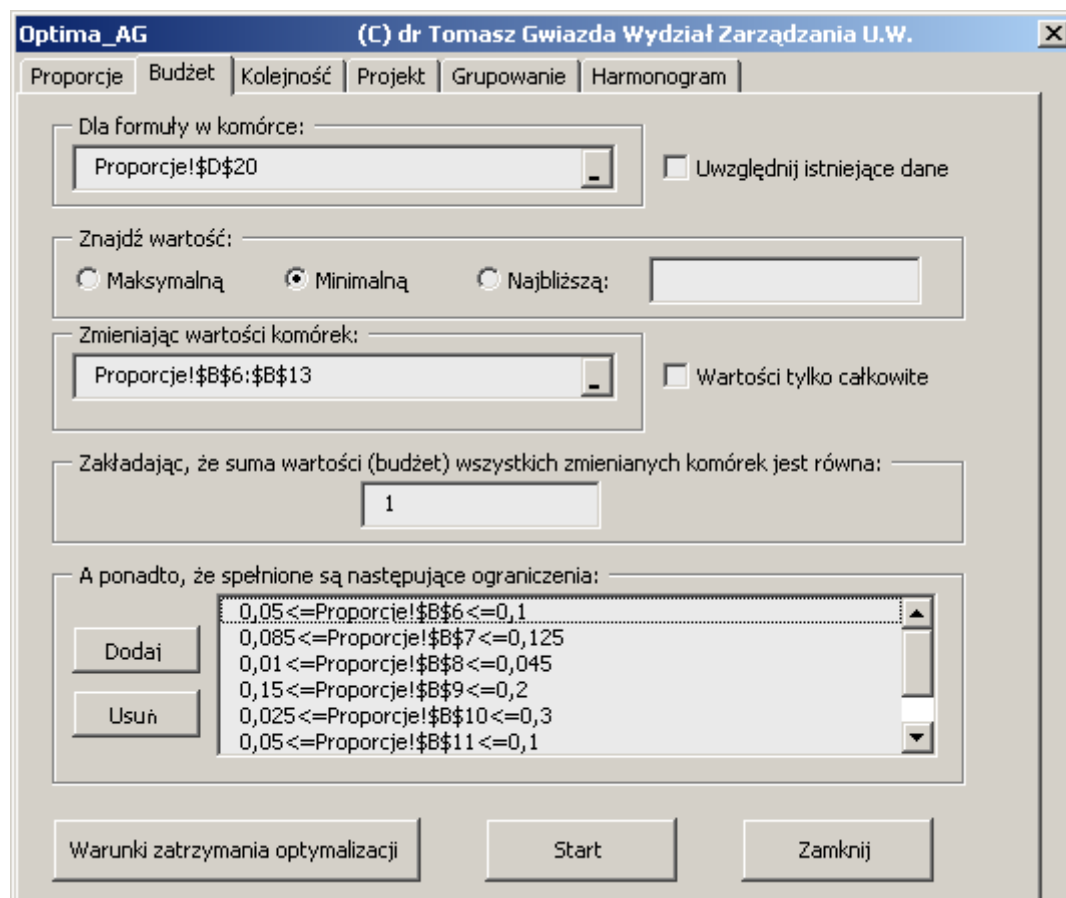 Optima_AG (C) dr Tomasz Gwiazda Wydział Zarządzania U.W.
Proporcje Budżet Kolejność Projekt Grupowanie Harmonogram
Dla formuły w komórce:
Proporcje!$D$20
Uwzględnij istniejące dane
Znajdź wartość:
Maksymalną Minimalną Najbliższą:
Zmieniając wartości komórek:
Proporcje!$B$6:$B$13
Wartości tylko całkowite
Zakładając, że suma wartości (budżet) wszystkich zmienianych komórek jest równa:
1
A ponadto, że spełnione są następujące ograniczenia:
0,05<=Proporcje!$B$6<=0,1
0,085<=Proporcje!$B$7<=0,125
0,01<=Proporcje!$B$8<=0,045
0,15<=Proporcje!$B$9<=0,2
0,025<=Proporcje!$B$10<=0,3
0,05<=Proporcje!$B$11<=0,1
Dodaj
Usuń
Warunki zatrzymania optymalizacji Start Zamknij